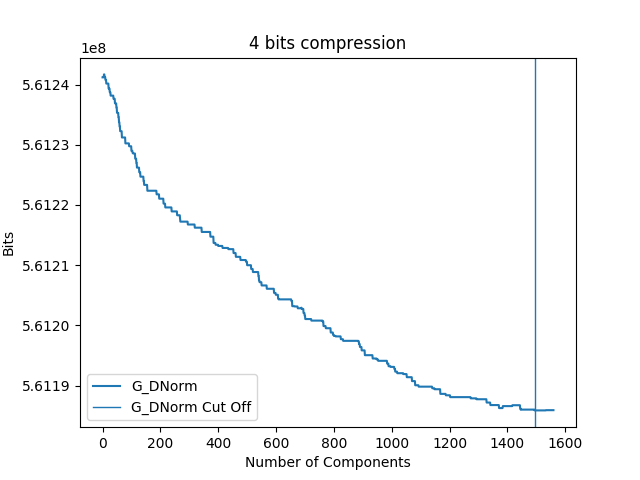 4 bits compression
1e8
5.6124
5.6123
5.6122
5.6121
5.6120
5.6119
Bits
G_DNorm
G_DNorm Cut Off
0 200 400 600 800 1000 1200 1400 1600
Number of Components